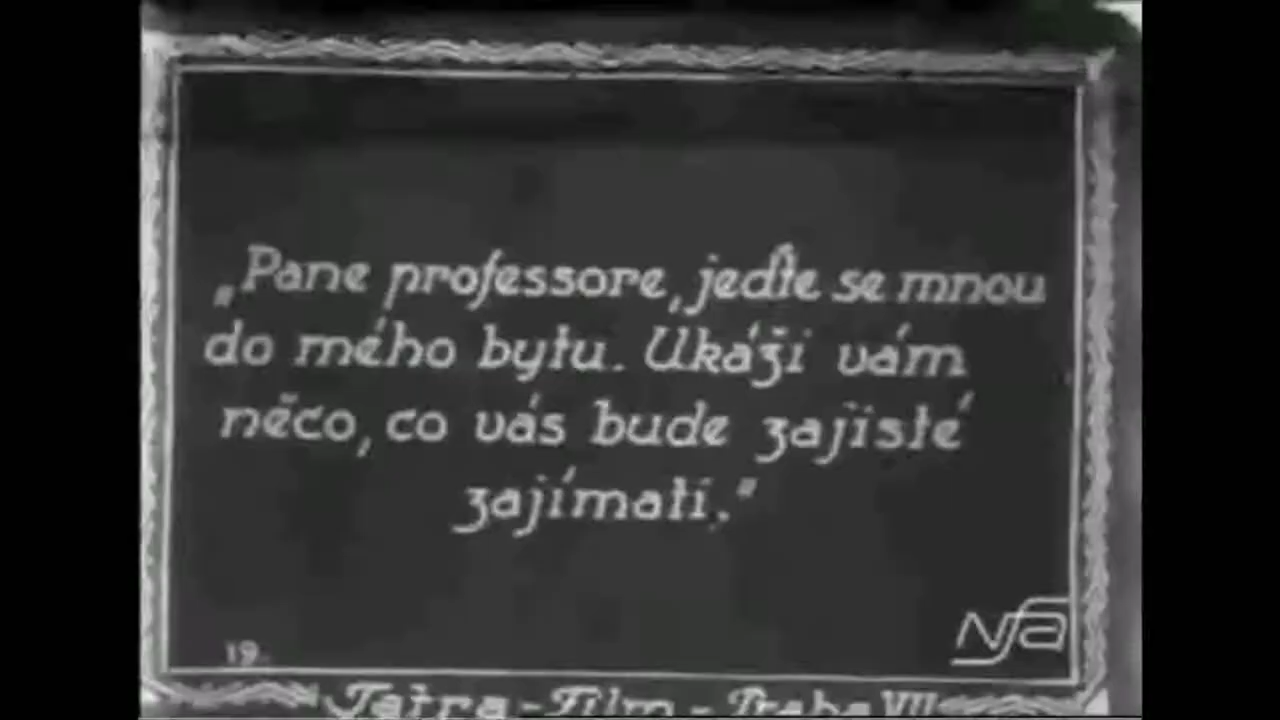 „Pane professore, jeďte se mnou
do mého bytu. Ukáži vám
něco, co vás bude zajisté
zajímati."
19.
nfa
Tatra-Film - Praha VII